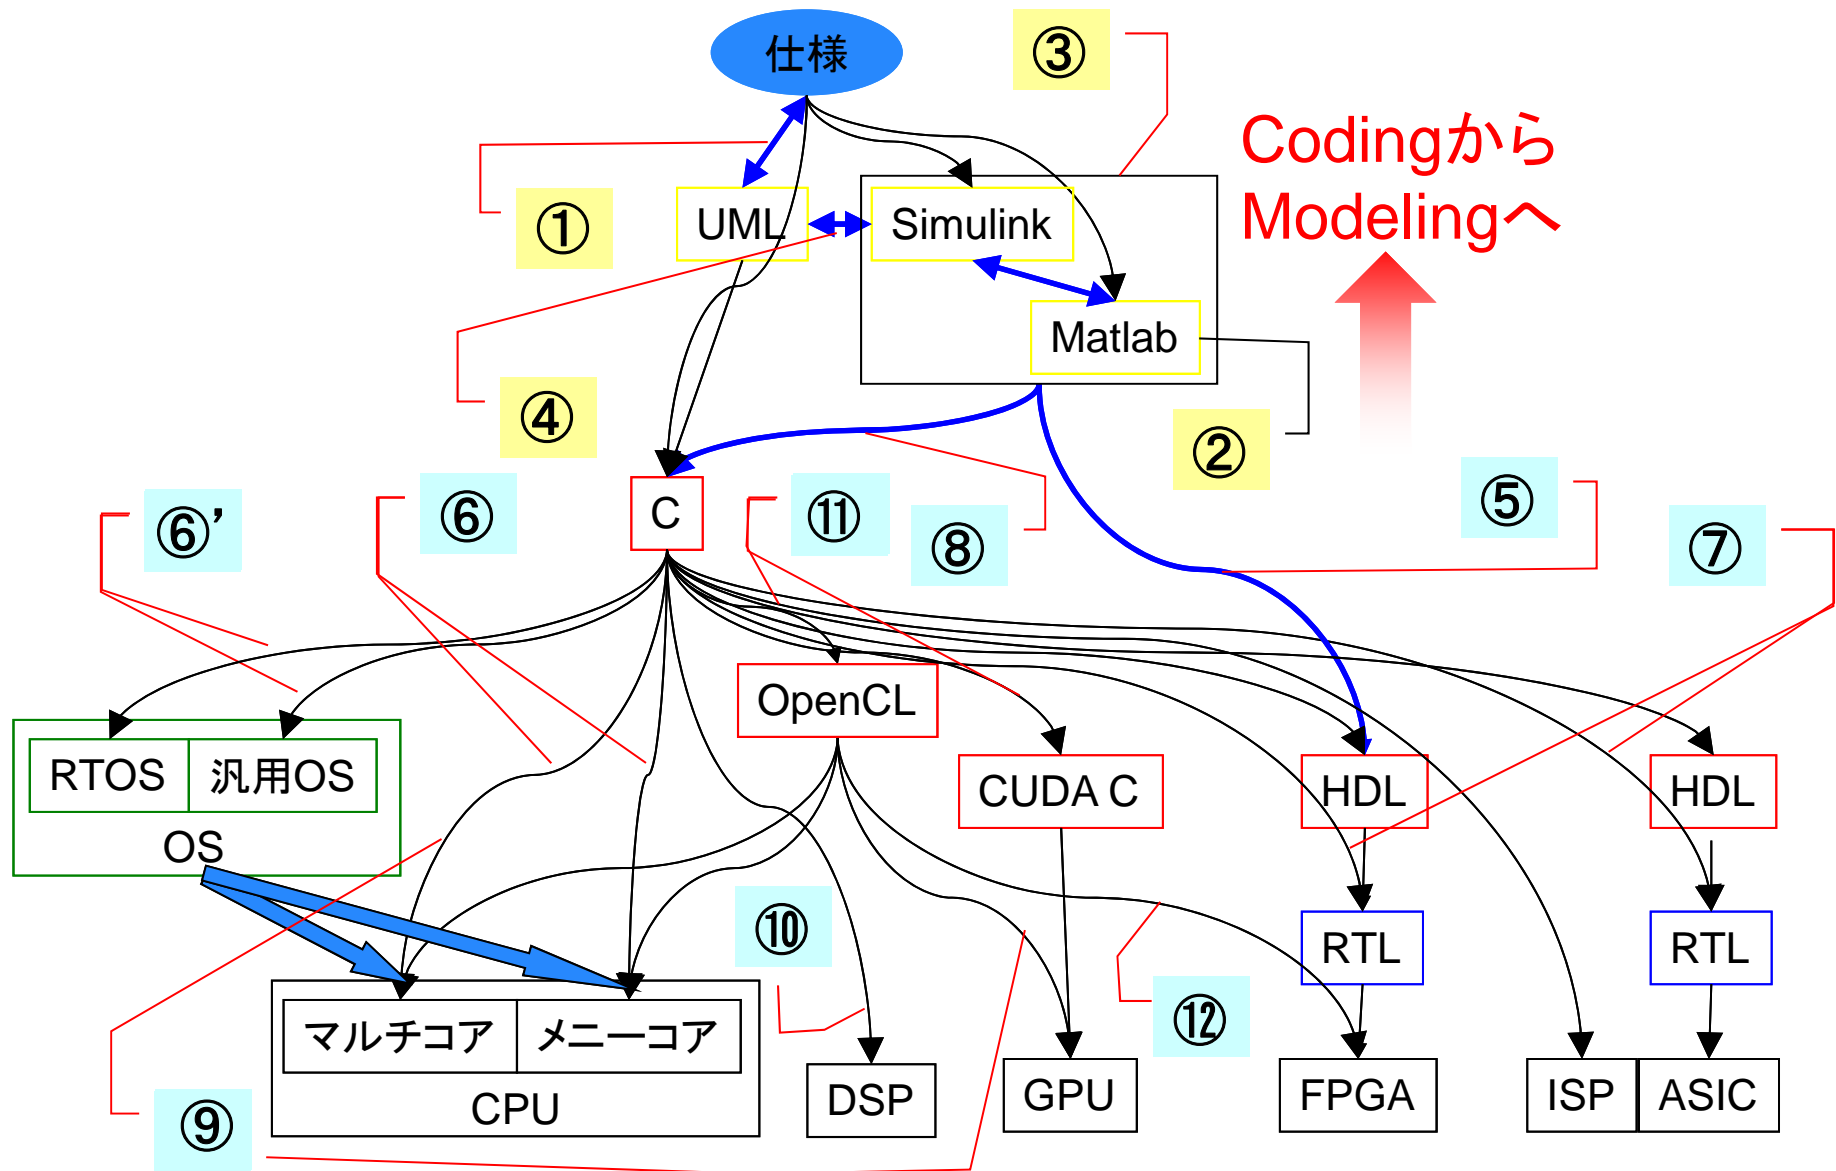 仕様
③
Codingから
Modelingへ
①
UML
Simulink
Matlab
④
②
⑥’
⑥
C
⑪
⑧
⑤
⑦
OpenCL
RTOS
汎用OS
OS
CUDA C
HDL
HDL
⑩
RTL
RTL
⑫
マルチコア
メニーコア
CPU
DSP
GPU
FPGA
ISP
ASIC
⑨